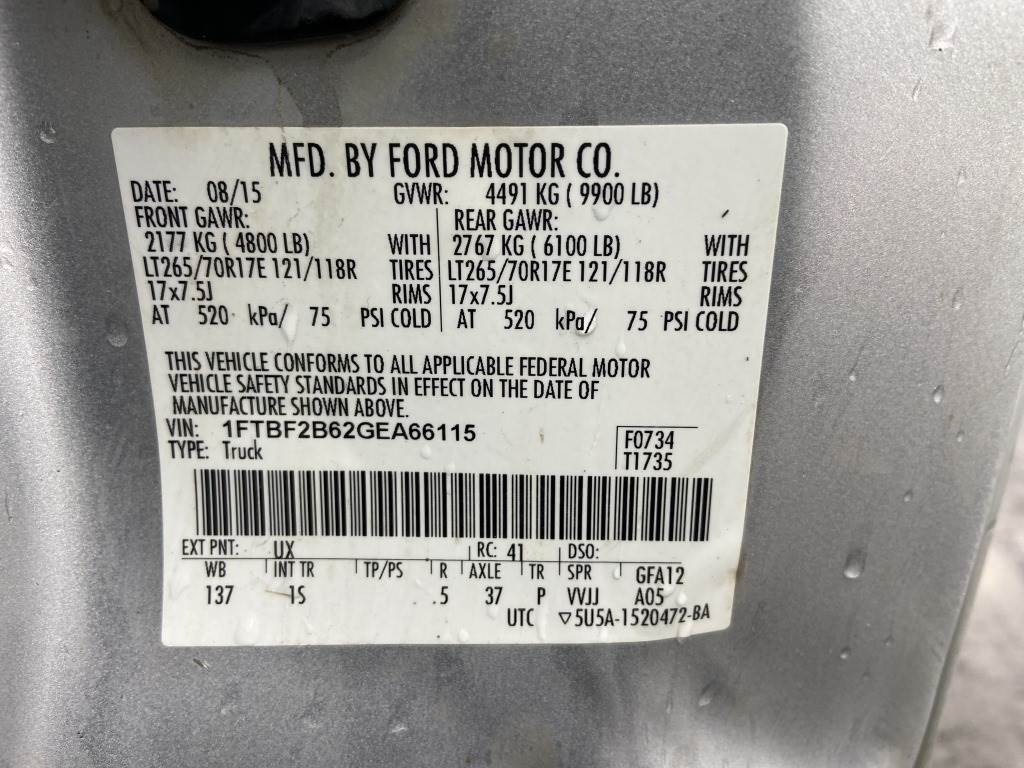 MFD. BY FORD MOTOR CO.
DATE: 08/15 GVWR: 4491 KG ( 9900 LB)
FRONT GAWR: REAR GAWR:
2177 KG ( 4800 LB) WITH 2767 KG ( 6100 LB) WITH
LT265/70R17E 121/118R TIRES LT265/70R17E 121/118R TIRES
17x7.5J RIMS 17x7.5J RIMS
AT 520 kPa/ 75 PSI COLD AT 520 kPa/ 75 PSI COLD
THIS VEHICLE CONFORMS TO ALL APPLICABLE FEDERAL MOTOR
VEHICLE SAFETY STANDARDS IN EFFECT ON THE DATE OF
MANUFACTURE SHOWN ABOVE.
VIN: 1FTBF2B62GEA66115
TYPE: Truck
F0734
T1735
EXT PNT: UX RC: 41 DSO:
WB INT TR TP/PS R AXLE TR SPR GFA12
137 1S .5 37 P VVJJ A05
UTC ▽5U5A-1520472-BA